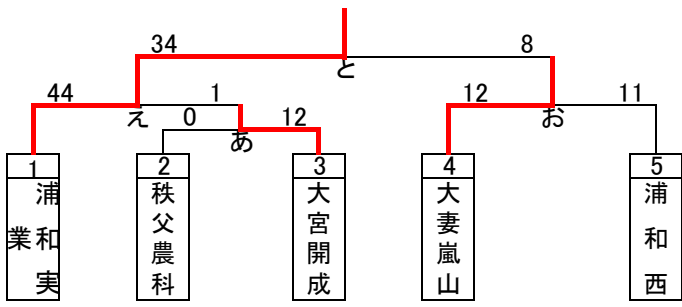 34 8
と
44 1 12 11
え お
0 12
あ
1 2 3 4 5
浦和実業
秩父農科
大宮開成
大妻嵐山
浦和西